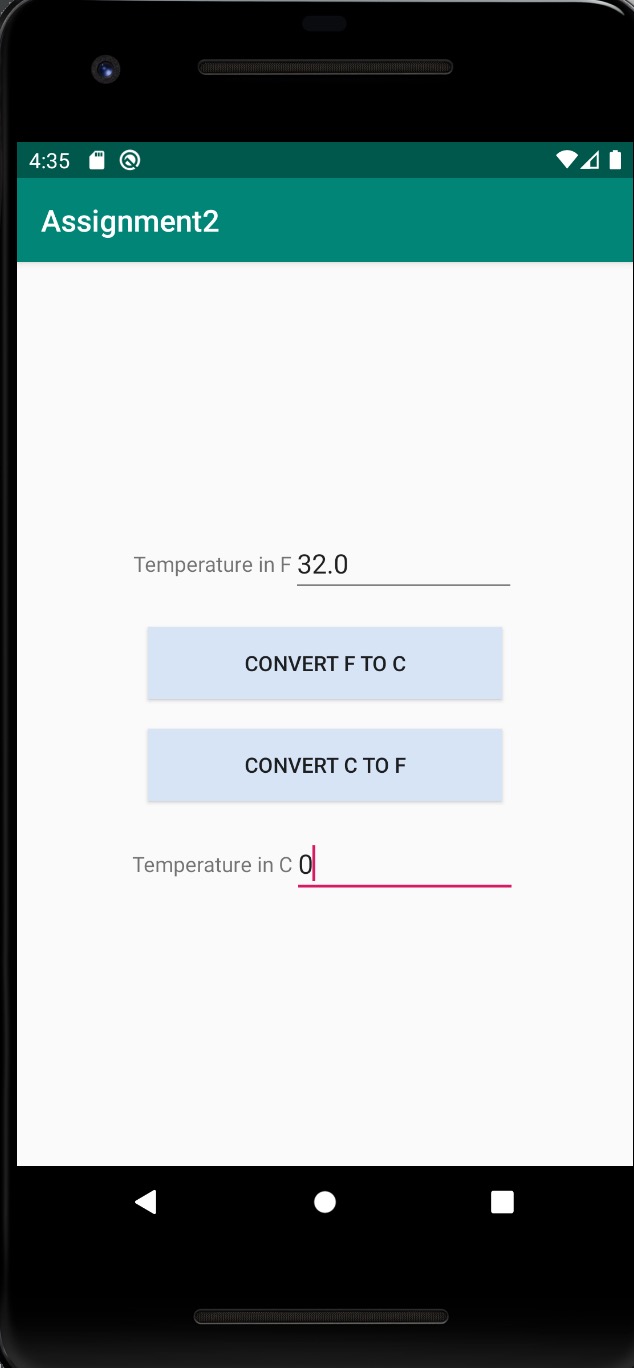 4:35
Assignment2
Temperature in F 32.0
CONVERT F TO C
CONVERT C TO F
Temperature in C 0